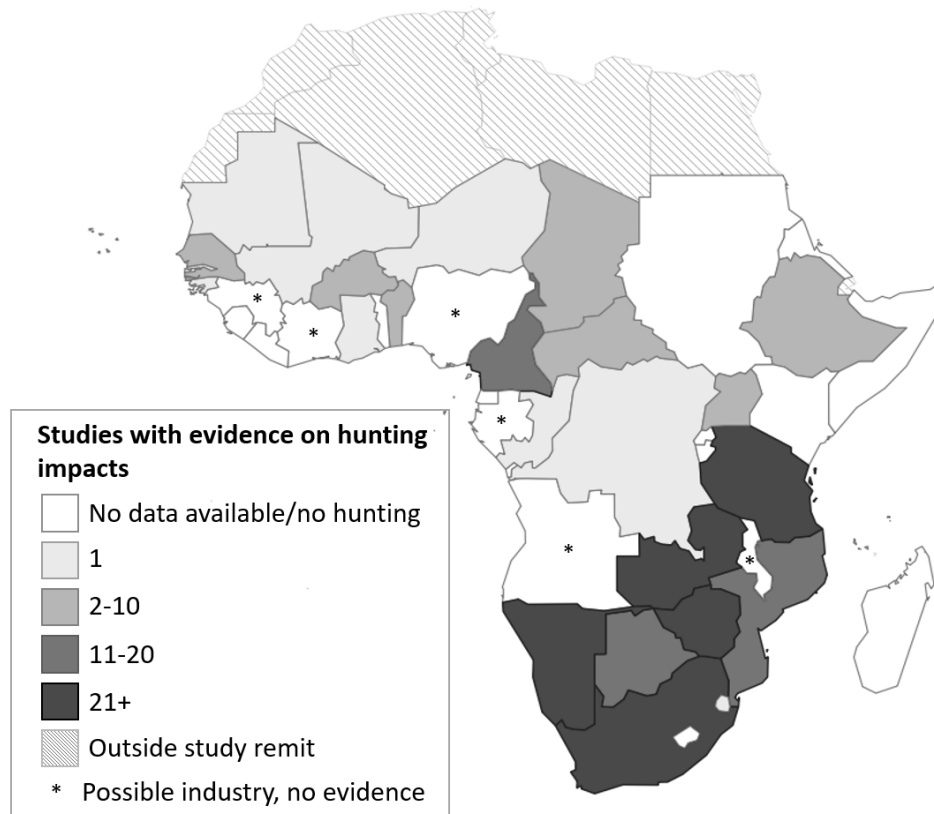 *
*
*
*
*
*
Studies with evidence on hunting
impacts
No data available/no hunting
1
2-10
11-20
21+
Outside study remit
* Possible industry, no evidence